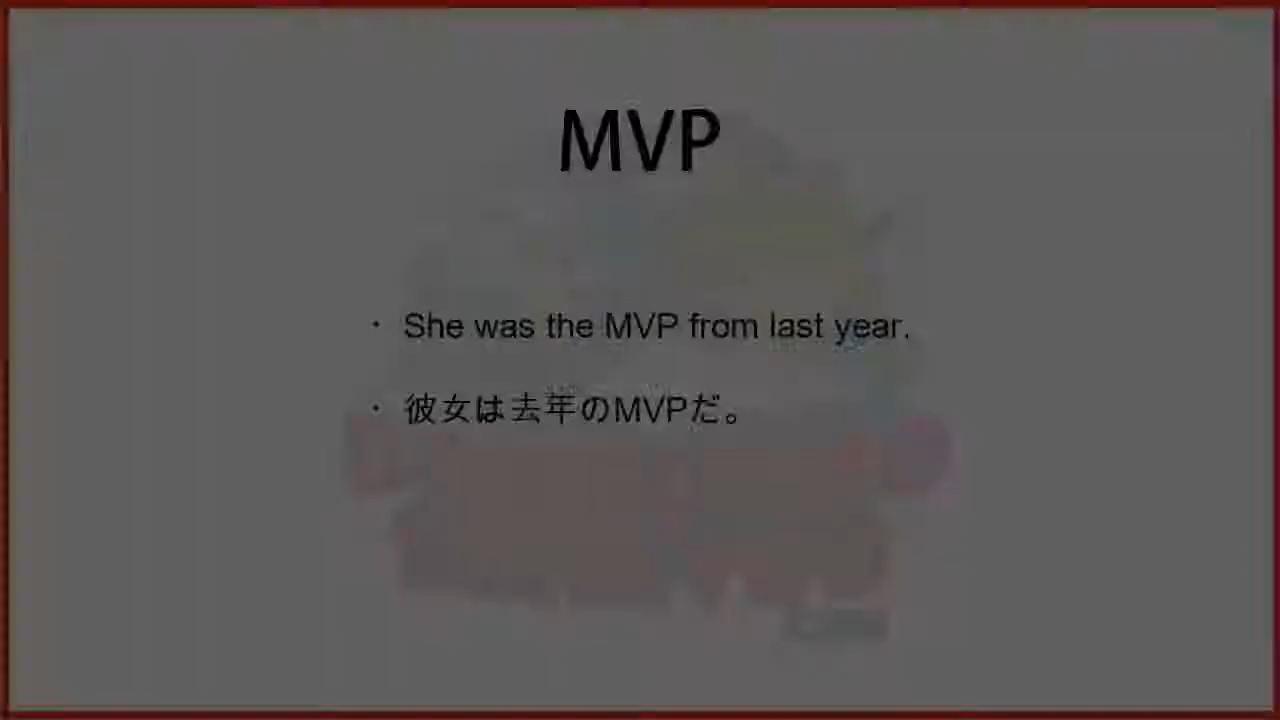 MVP
・ She was the MVP from last year.
・ 彼女は去年のMVPだ。